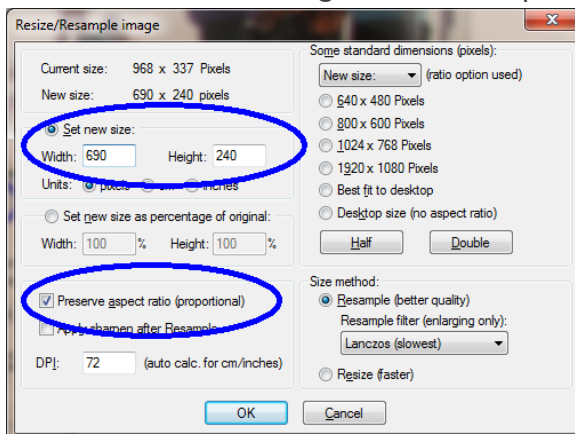 Resize/Resample image
x
Current size: 968 x 337 Pixels
New size: 690 x 240 pixels
Set new size:
Width: 690 Height: 240
Units: pixels cm inches
Set new size as percentage of original:
Width: 100 % Height: 100 %
Preserve aspect ratio (proportional)
Apply sharpen after Resample
DPI: 72 (auto calc. for cm/inches)
Some standard dimensions (pixels):
New size: (ratio option used)
640 x 480 Pixels
800 x 600 Pixels
1024 x 768 Pixels
1920 x 1080 Pixels
Best fit to desktop
Desktop size (no aspect ratio)
Half Double
Size method:
Resample (better quality)
Resample filter (enlarging only):
Lanczos (slowest)
Resize (faster)
OK Cancel